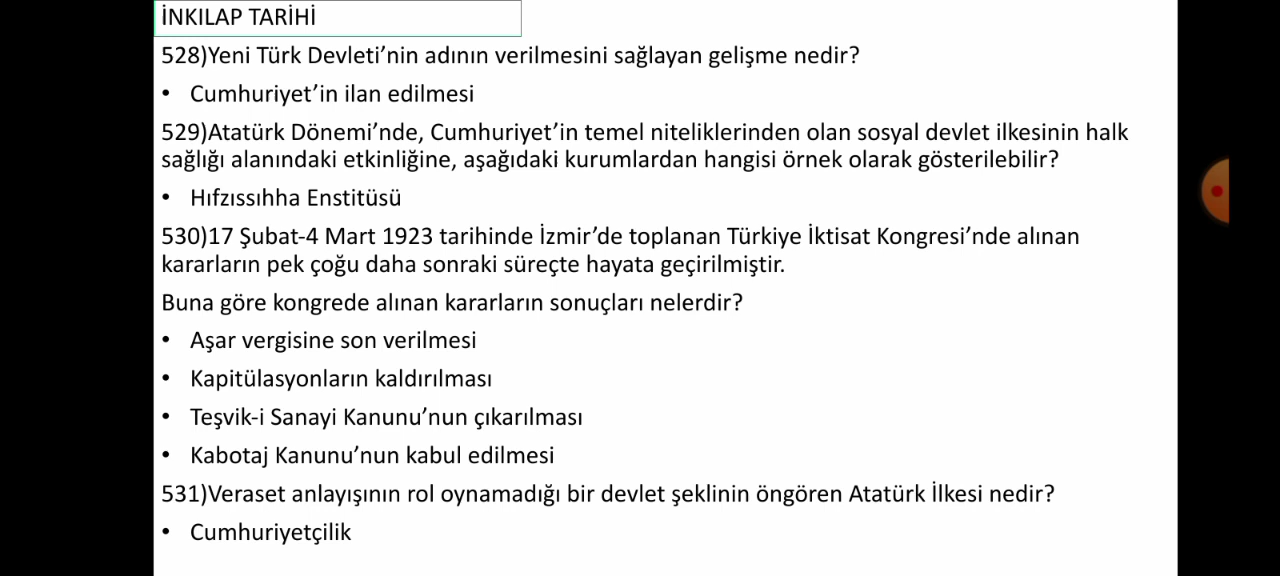 İNKILAP TARİHİ
528)Yeni Türk Devleti’nin adının verilmesini sağlayan gelişme nedir?
• Cumhuriyet’in ilan edilmesi
529)Atatürk Dönemi’nde, Cumhuriyet’in temel niteliklerinden olan sosyal devlet ilkesinin halk
sağlığı alanındaki etkinliğine, aşağıdaki kurumlardan hangisi örnek olarak gösterilebilir?
• Hıfzıssıhha Enstitüsü
530)17 Şubat-4 Mart 1923 tarihinde İzmir’de toplanan Türkiye İktisat Kongresi’nde alınan
kararların pek çoğu daha sonraki süreçte hayata geçirilmiştir.
Buna göre kongrede alınan kararların sonuçları nelerdir?
• Aşar vergisine son verilmesi
• Kapitülasyonların kaldırılması
• Teşvik-i Sanayi Kanunu’nun çıkarılması
• Kabotaj Kanunu’nun kabul edilmesi
531)Veraset anlayışının rol oynamadığı bir devlet şeklinin öngören Atatürk İlkesi nedir?
• Cumhuriyetçilik